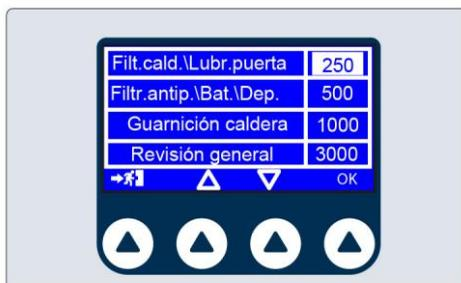 Filt.cald.\Lubr.puerta 250
Filtr.antip.\Bat.\Dep. 500
Guarnición caldera 1000
Revisión general 3000
OK